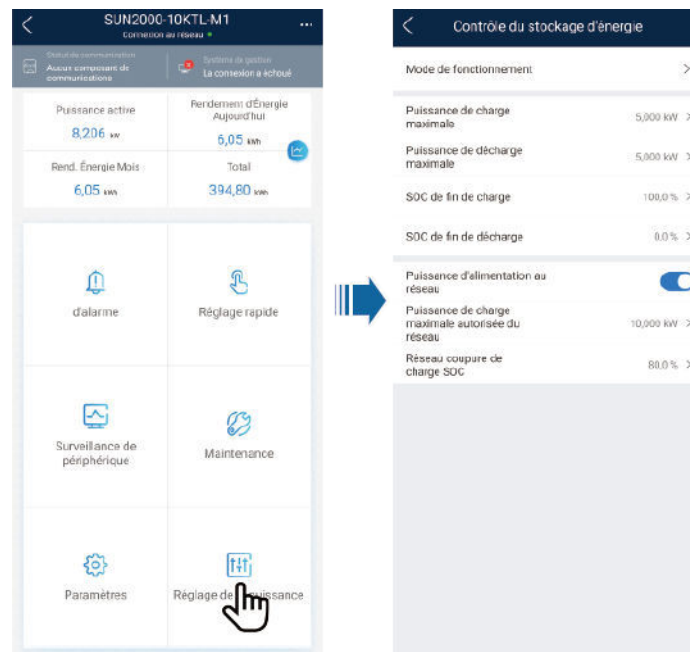 SUN2000-10KTL-M1
Connexion au réseau
Statut de communication
Aucun composant de
communications
Système de gestion
La connexion a échoué
Puissance active
8,206 kW
Rendement d'Énergie
Aujourd'hui
6,05 kWh
Rend. Énergie Mois
6,05 kWh
Total
394,80 kWh
d'alarme
Réglage rapide
Surveillance de
périphérique
Maintenance
Paramètres
Réglage de
Contrôle du stockage d'énergie
Mode de fonctionnement
Puissance de charge
maximale
5,000 kW
Puissance de décharge
maximale
5,000 kW
SOC de fin de charge
100,0 %
SOC de fin de décharge
0.0 %
Puissance d'alimentation au
réseau
Puissance de charge
maximale autorisée du
réseau
10,000 kW
Réseau coupure de
charge SOC
80,0 %